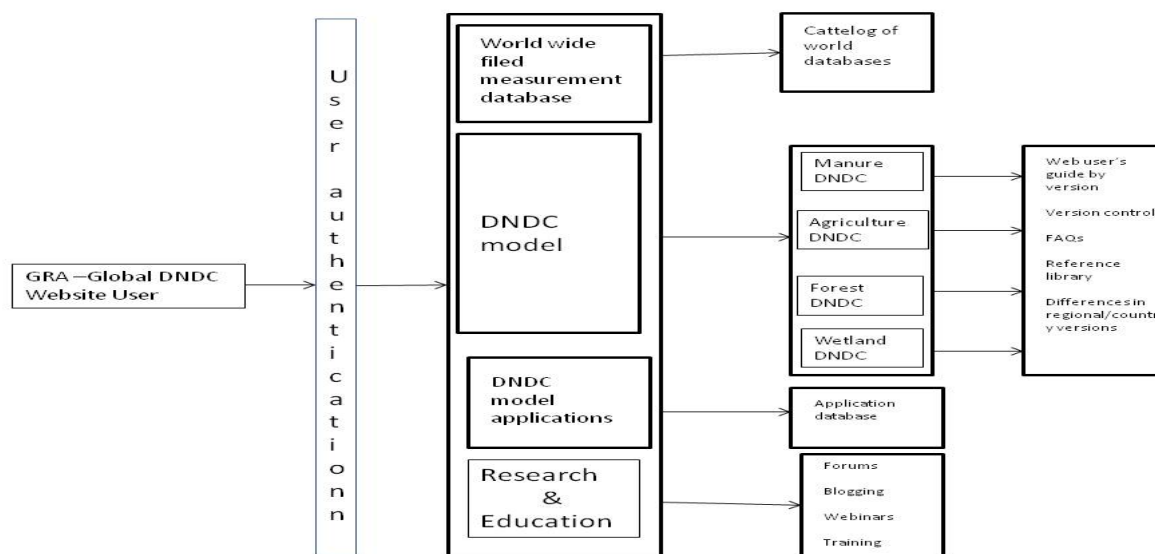 GRA –Global DNDC
Website User
User authenticationn
World wide
filed
measurement
database
DNDC
model
DNDC
model
applications
Research
&
Education
Cattelog of
world
databases
Manure
DNDC
Agriculture
DNDC
Forest
DNDC
Wetland
DNDC
Web user's
guide by
version
Version control
FAQs
Reference
library
Differences in
regional/countr
y versions
Application
database
Forums
Blogging
Webinars
Training